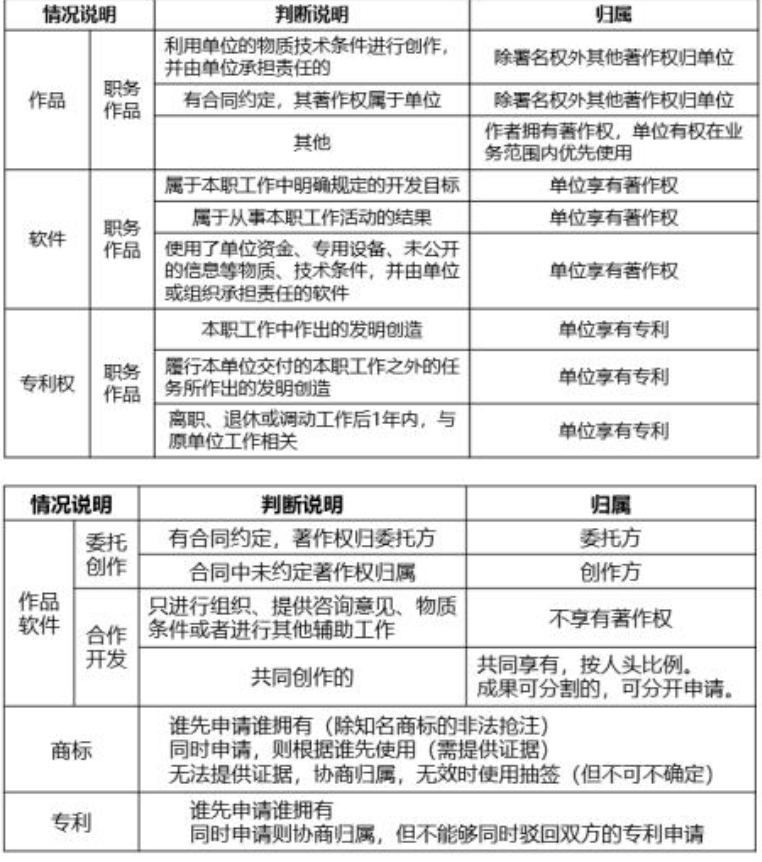 情况说明 判断说明 归属
作品
职务
作品
利用单位的物质技术条件进行创作，
并由单位承担责任的
除署名权外其他著作权归单位
有合同约定，其著作权属于单位
除署名权外其他著作权归单位
其他
作者拥有著作权，单位有权在业
务范围内优先使用
软件
职务
作品
属于本职工作中明确规定的开发目标
单位享有著作权
属于从事本职工作活动的结果
单位享有著作权
使用了单位资金、专用设备、未公开
的信息等物质、技术条件，并由单位
或组织承担责任的软件
单位享有著作权
专利权
职务
作品
本职工作中作出的发明创造
单位享有专利
履行本单位交付的本职工作之外的任
务所作出的发明创造
单位享有专利
离职、退休或调动工作后1年内，与
原单位工作相关
单位享有专利
情况说明 判断说明 归属
作品
软件
委托
创作
有合同约定，著作权归委托方
委托方
合同中未约定著作权归属
创作方
合作
开发
只进行组织、提供咨询意见、物质
条件或者进行其他辅助工作
不享有著作权
共同创作的
共同享有，按人头比例。
成果可分割的，可分开申请。
商标
谁先申请谁拥有（除知名商标的非法抢注）
同时申请，则根据谁先使用（需提供证据）
无法提供证据，协商归属，无效时使用抽签（但不可不确定）
专利
谁先申请谁拥有
同时申请则协商归属，但不能够同时驳回双方的专利申请